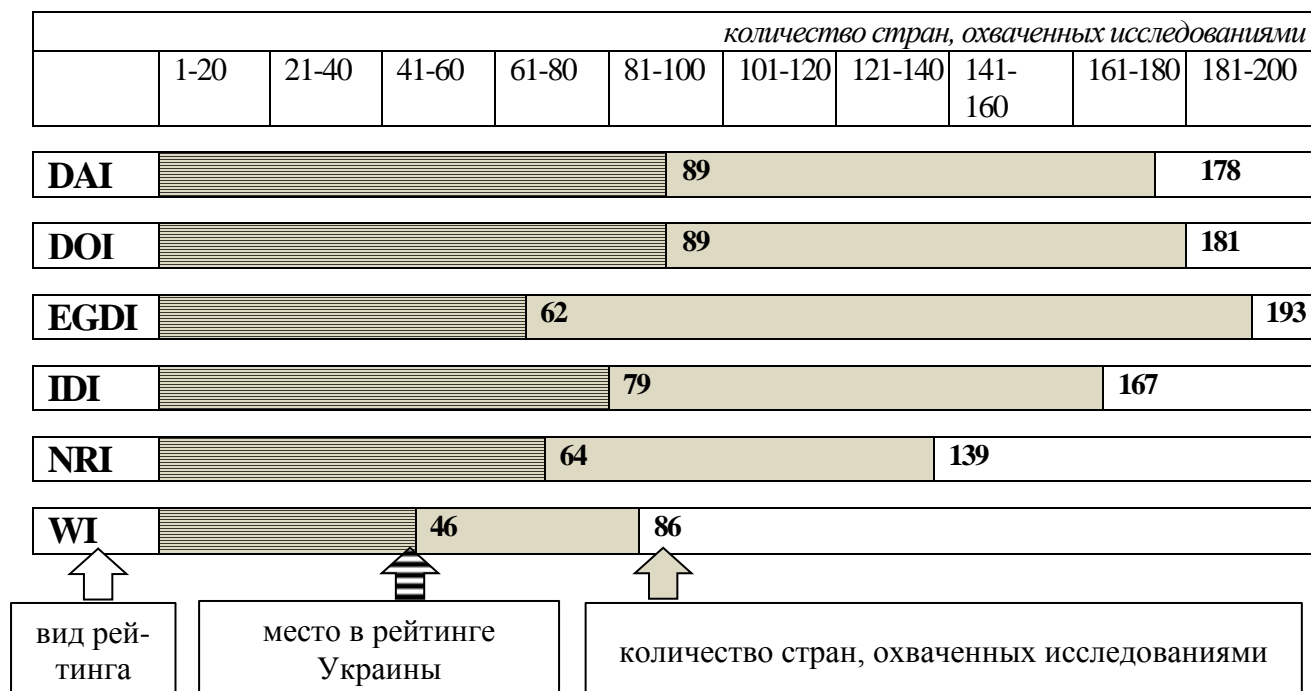 количество стран, охваченных исследованиями
1-20 21-40 41-60 61-80 81-100 101-120 121-140 141- 161-180 181-200
160
DAI 89 178
DOI 89 181
EGDI 62 193
IDI 79 167
NRI 64 139
WI 46 86
вид рей-
тинга
место в рейтинге
Украины
количество стран, охваченных исследованиями